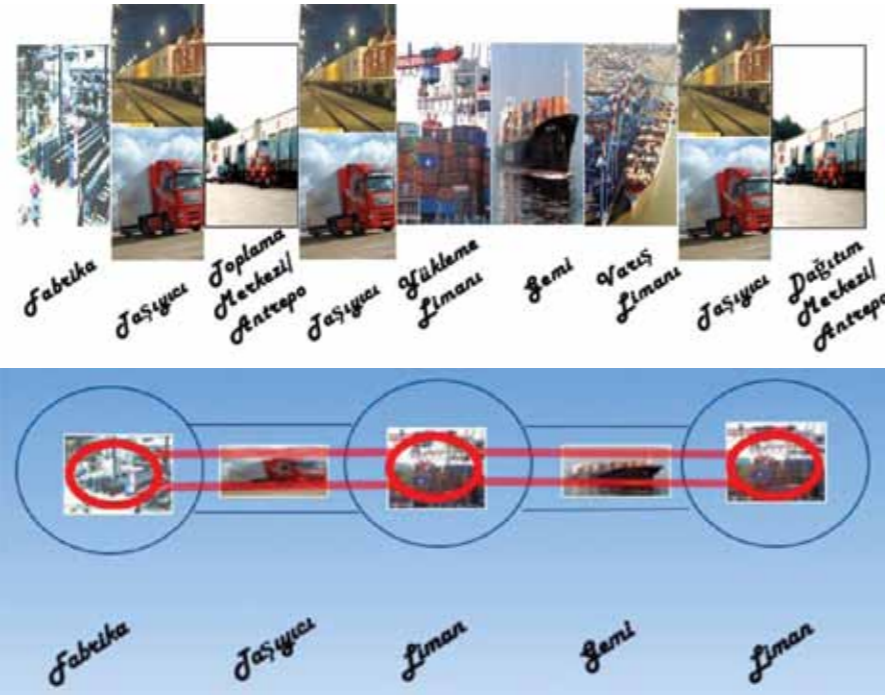 Fabrika
Taşıyıcı
Toplama
Merkezi/
Antrepo
Taşıyıcı
Yükleme
Limanı
Gemi
Varış
Limanı
Taşıyıcı
Dağıtım
Merkezi/
Antrepo
Fabrika
Taşıyıcı
Liman
Gemi
Liman